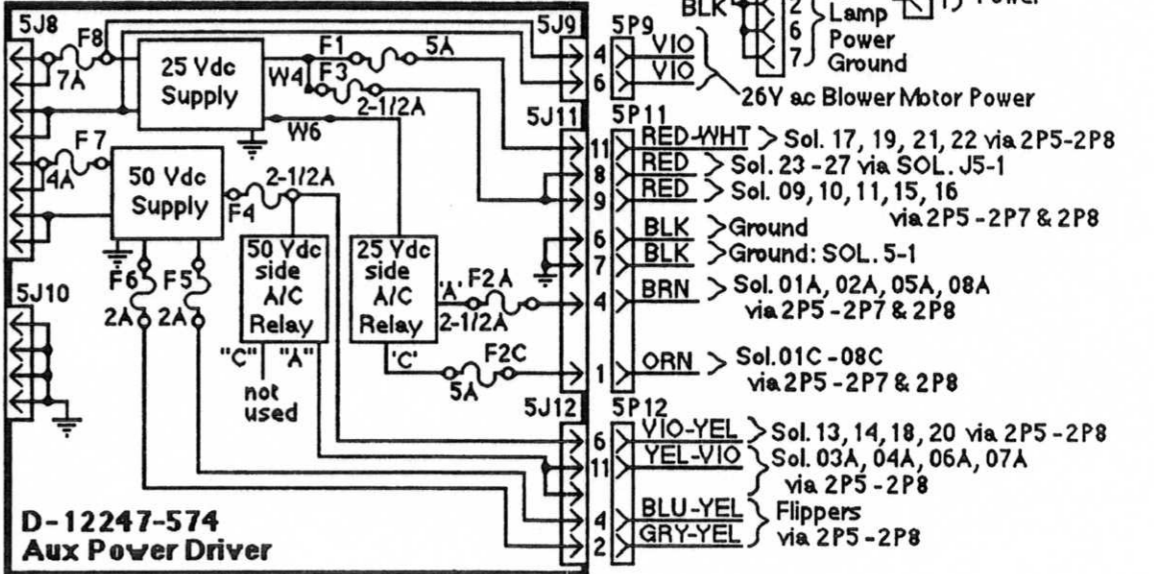 BLK
2
6
7
Lamp
Power
Ground
5J8
F8
7A
25 Vdc
Supply
W4
F1
5A
F3
2-1/2A
W6
5J9
4
6
5P9
VIO
VIO
26V ac Blower Motor Power
F7
4A
50 Vdc
Supply
F4
2-1/2A
5J11
5P11
11
RED-WHT
Sol. 17, 19, 21, 22 via 2P5-2P8
8
RED
Sol. 23 -27 via SOL. J5-1
9
RED
Sol. 09, 10, 11, 15, 16
via 2P5 -2P7 & 2P8
6
BLK
Ground
7
BLK
Ground: SOL. 5-1
4
BRN
Sol. 01A, 02A, 05A, 08A
via 2P5 -2P7 & 2P8
1
ORN
Sol.01C -08C
via 2P5 -2P7 & 2P8
50 Vdc
side
A/C
Relay
25 Vdc
side
A/C
Relay
'A'
F2A
2-1/2A
'C'
F2C
5A
"C"
"A"
not
used
F6
2A
F5
2A
5J10
5J12
5P12
6
VIO-YEL
Sol. 13, 14, 18, 20 via 2P5 -2P8
11
YEL-VIO
Sol. 03A, 04A, 06A, 07A
via 2P5 -2P8
4
BLU-YEL
2
GRY-YEL
Flippers
via 2P5 -2P8
D-12247-574
Aux Power Driver